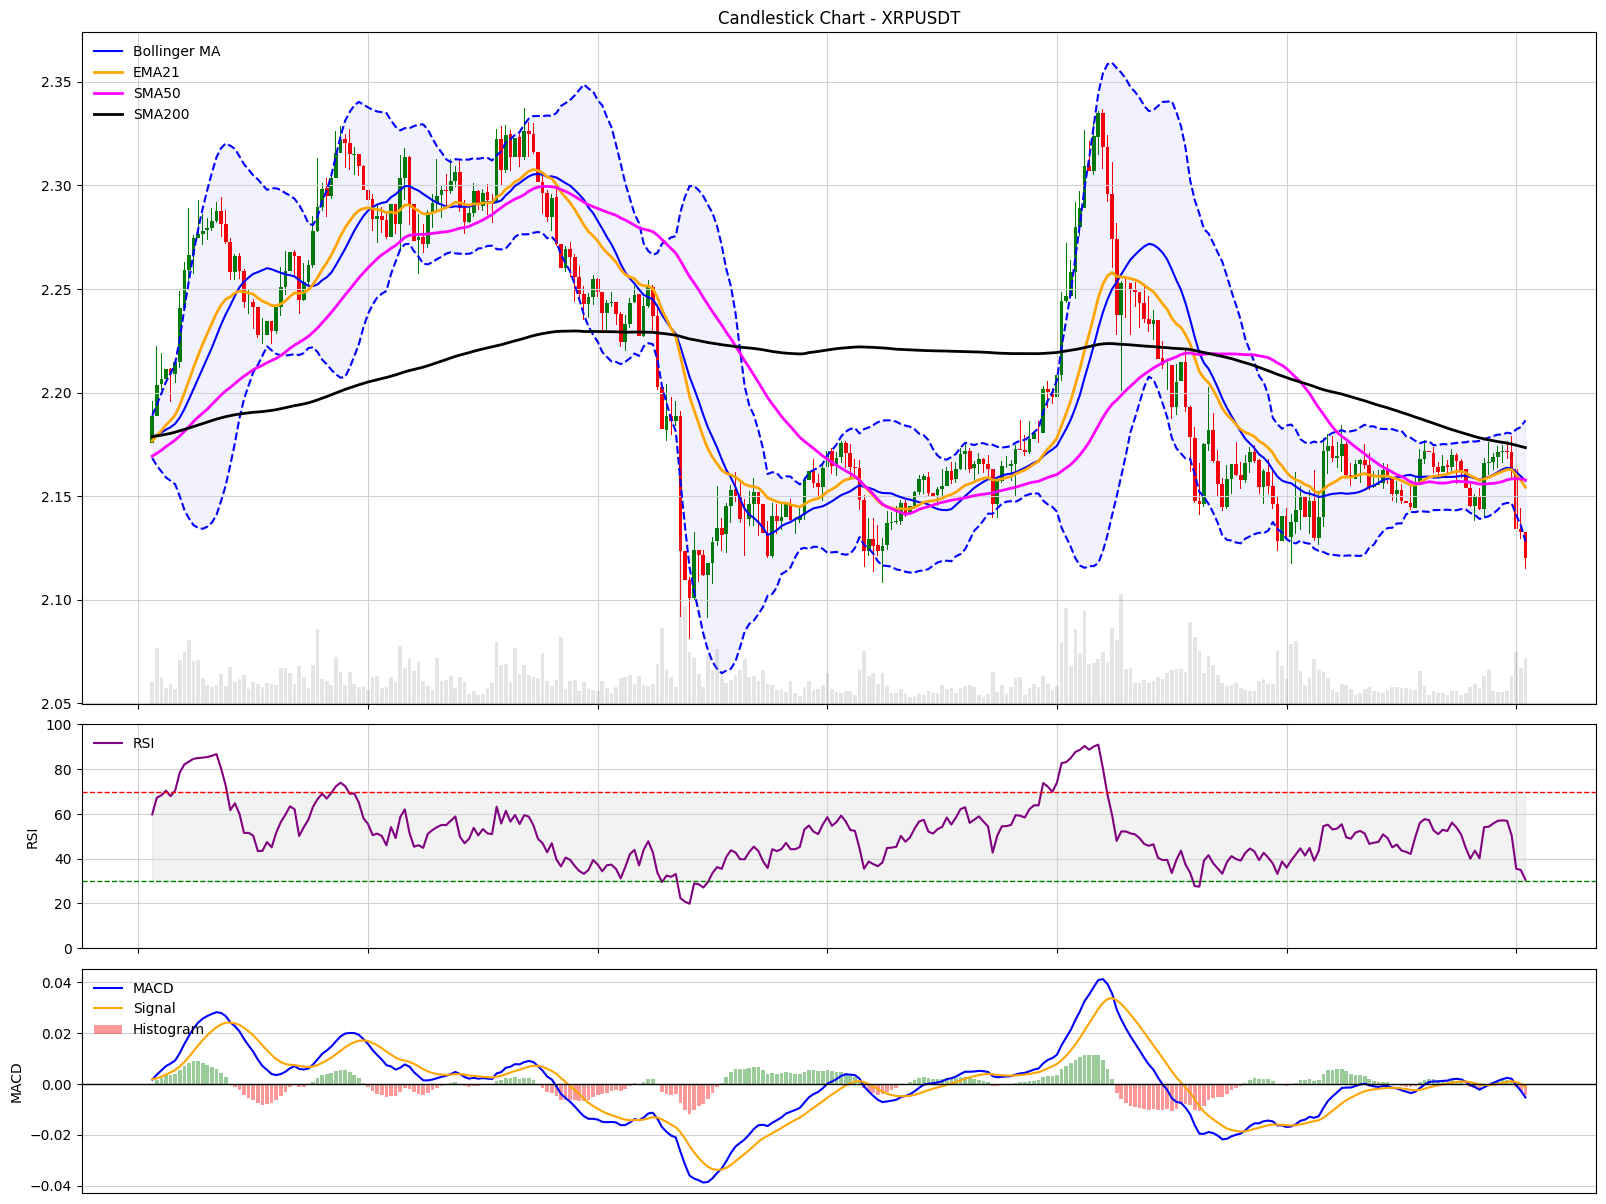 Candlestick Chart - XRPUSDT
Bollinger MA
EMA21
SMA50
SMA200
2.35
2.30
2.25
2.20
2.15
2.10
2.05
RSI
100
80
60
40
20
0
RSI
MACD
Signal
Histogram
0.04
0.02
0.00
−0.02
−0.04
MACD